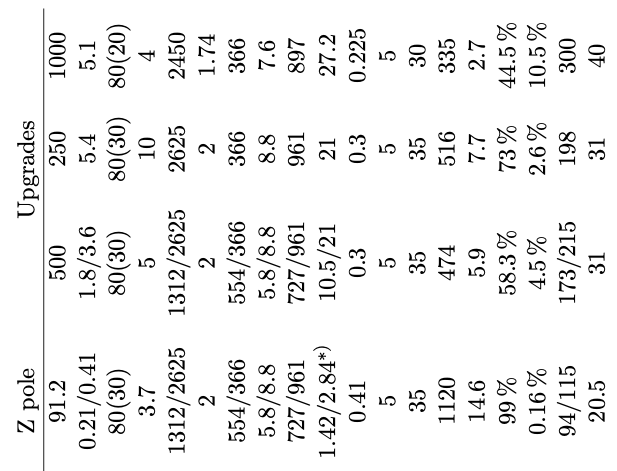 Z pole Upgrades
91.2 500 250 1000
0.21/0.41 1.8/3.6 5.4 5.1
80(30) 80(30) 80(30) 80(20)
3.7 5 10 4
1312/2625 1312/2625 2625 2450
2 2 2 1.74
554/366 554/366 366 366
5.8/8.8 5.8/8.8 8.8 7.6
727/961 727/961 961 897
1.42/2.84*) 10.5/21 21 27.2
0.41 0.3 0.3 0.225
5 5 5 5
35 35 35 30
1120 474 516 335
14.6 5.9 7.7 2.7
99 % 58.3 % 73 % 44.5 %
0.16 % 4.5 % 2.6 % 10.5 %
94/115 173/215 198 300
20.5 31 31 40